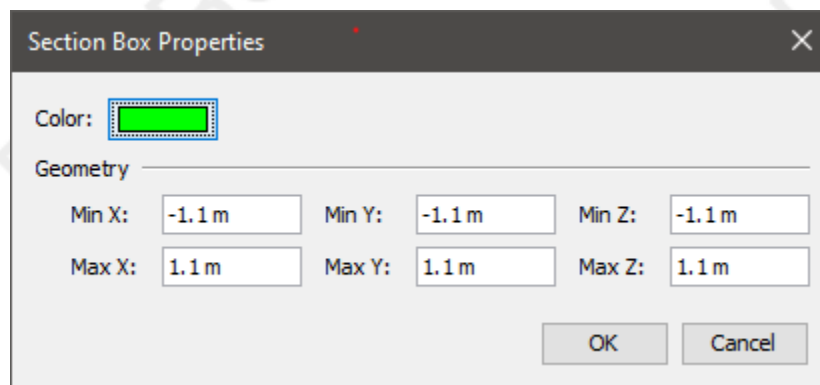 Section Box Properties
Color:
Geometry
Min X: -1.1 m Min Y: -1.1 m Min Z: -1.1 m
Max X: 1.1 m Max Y: 1.1 m Max Z: 1.1 m
OK Cancel